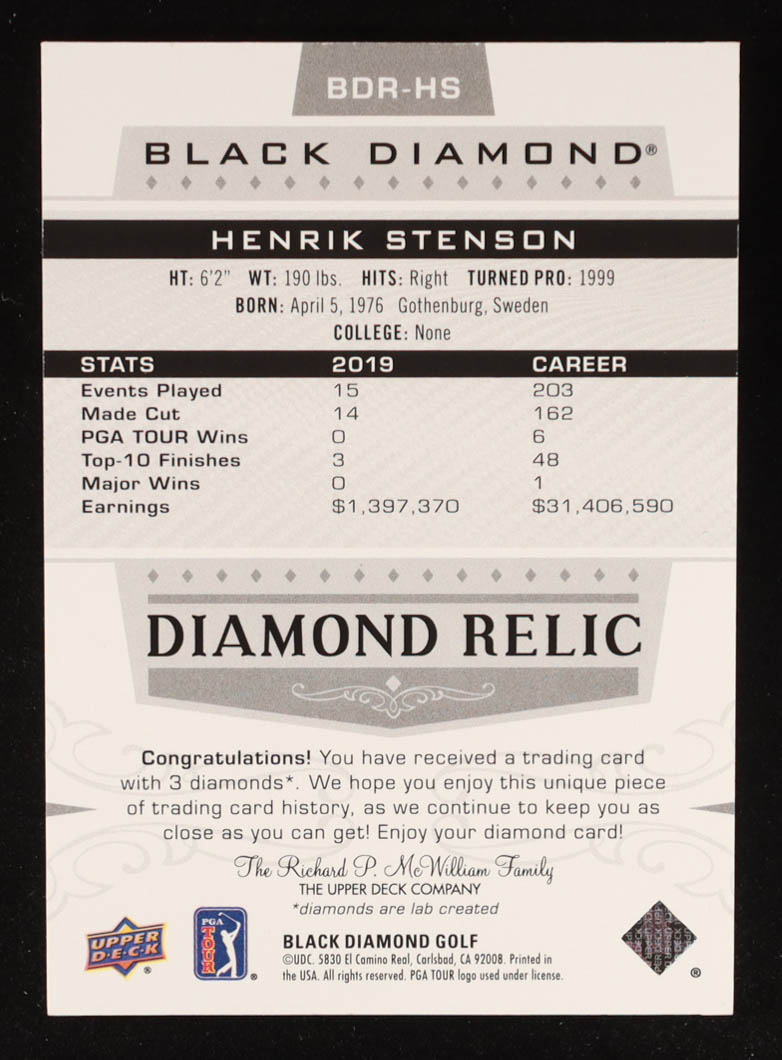 BDR-HS
BLACK DIAMOND®
HENRIK STENSON
HT: 6'2" WT: 190 lbs. HITS: Right TURNED PRO: 1999
BORN: April 5, 1976 Gothenburg, Sweden
COLLEGE: None
STATS 2019 CAREER
Events Played 15 203
Made Cut 14 162
PGA TOUR Wins 0 6
Top-10 Finishes 3 48
Major Wins 0 1
Earnings $1,397,370 $31,406,590
DIAMOND RELIC
Congratulations! You have received a trading card
with 3 diamonds*. We hope you enjoy this unique piece
of trading card history, as we continue to keep you as
close as you can get! Enjoy your diamond card!
The Richard P. McWilliam Family
THE UPPER DECK COMPANY
*diamonds are lab created
UPPER
D·E·C·K
®
PGA
TOUR
®
BLACK DIAMOND GOLF
©UDC. 5830 El Camino Real, Carlsbad, CA 92008. Printed in
the USA. All rights reserved. PGA TOUR logo used under license.
®